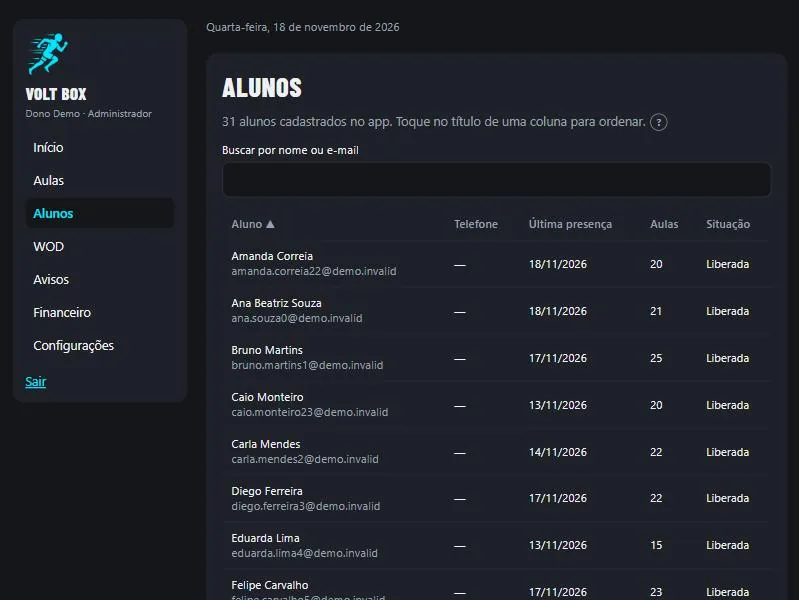 VOLT BOX
Dono Demo · Administrador
Início
Aulas
Alunos
WOD
Avisos
Financeiro
Configurações
Sair
Quarta-feira, 18 de novembro de 2026
ALUNOS
31 alunos cadastrados no app. Toque no título de uma coluna para ordenar. ?
Buscar por nome ou e-mail
Aluno ▲ Telefone Última presença Aulas Situação
Amanda Correia
amanda.correia22@demo.invalid — 18/11/2026 20 Liberada
Ana Beatriz Souza
ana.souza0@demo.invalid — 18/11/2026 21 Liberada
Bruno Martins
bruno.martins1@demo.invalid — 17/11/2026 25 Liberada
Caio Monteiro
caio.monteiro23@demo.invalid — 13/11/2026 20 Liberada
Carla Mendes
carla.mendes2@demo.invalid — 14/11/2026 22 Liberada
Diego Ferreira
diego.ferreira3@demo.invalid — 17/11/2026 22 Liberada
Eduarda Lima
eduarda.lima4@demo.invalid — 13/11/2026 15 Liberada
Felipe Carvalho
felipe.carvalho5@demo.invalid — 17/11/2026 23 Liberada